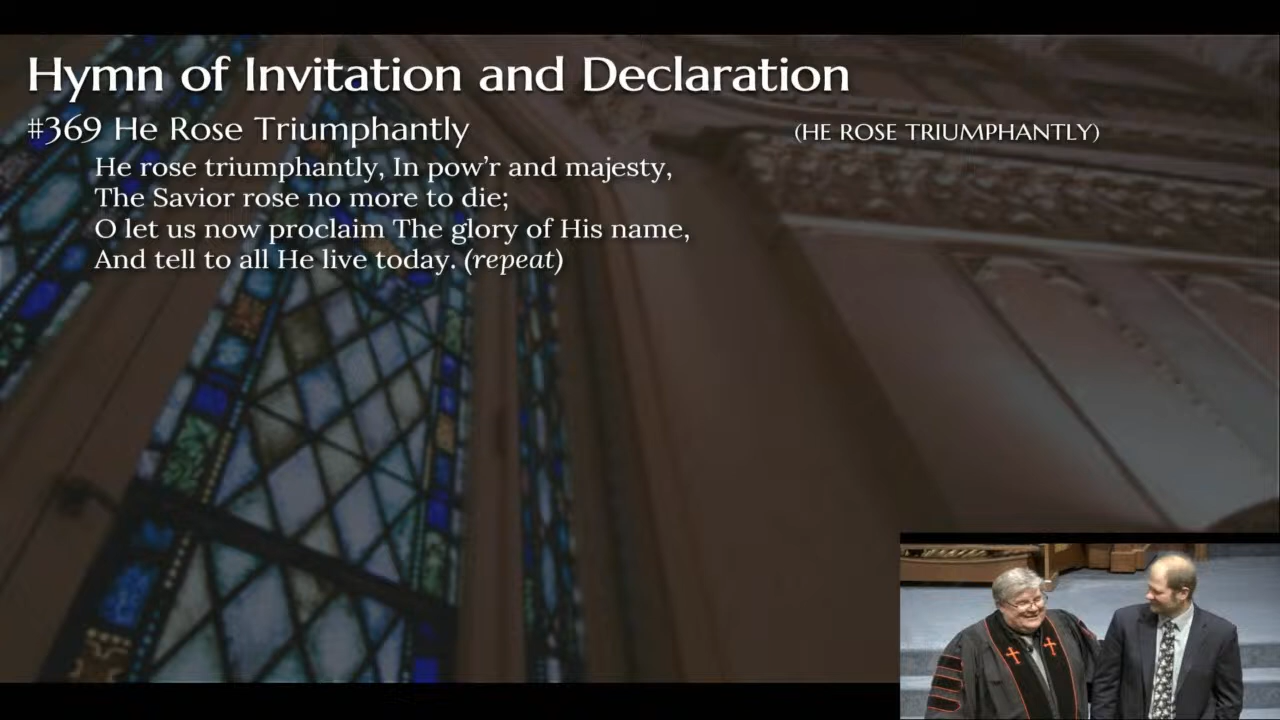 Hymn of Invitation and Declaration
#369 He Rose Triumphantly (HE ROSE TRIUMPHANTLY)
He rose triumphantly, In pow’r and majesty,
The Savior rose no more to die;
O let us now proclaim The glory of His name,
And tell to all He live today. (repeat)